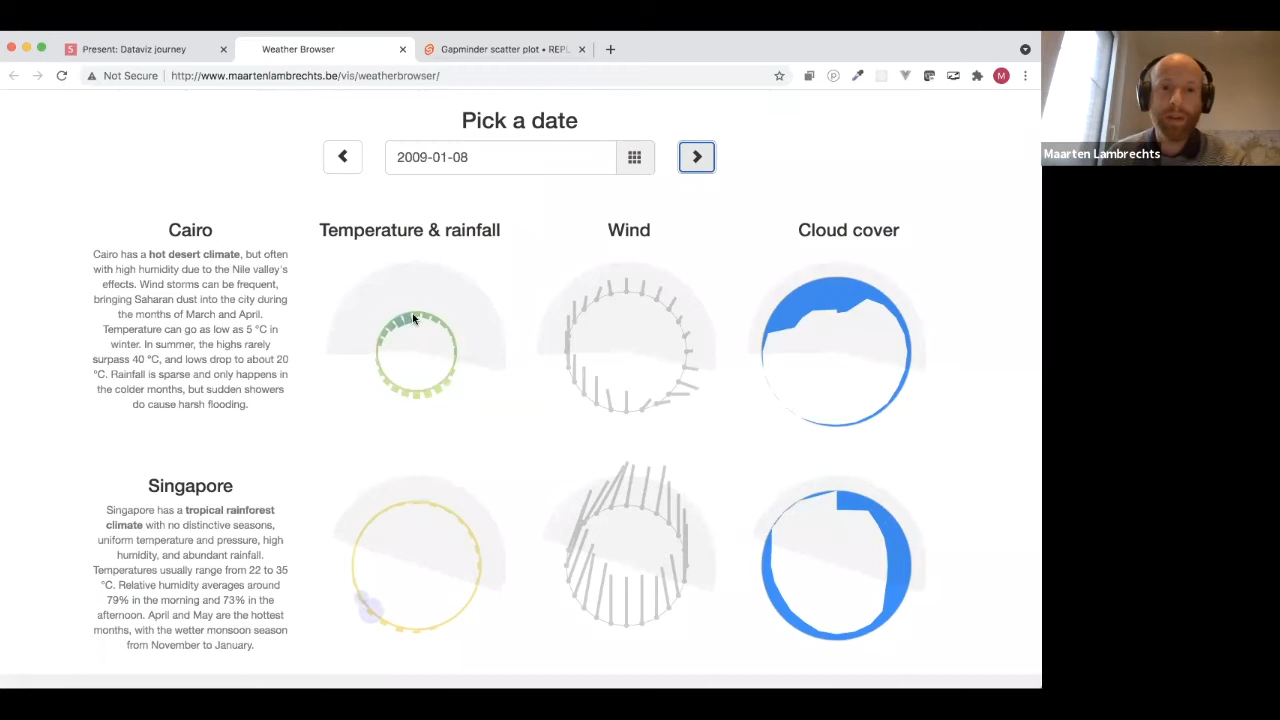 Present: Dataviz journey
Weather Browser
Gapminder scatter plot • REPL
Not Secure
http://www.maartenlambrechts.be/vis/weatherbrowser/
M
Maarten Lambrechts
Pick a date
2009-01-08
Cairo
Temperature & rainfall
Wind
Cloud cover
Cairo has a hot desert climate, but often
with high humidity due to the Nile valley's
effects. Wind storms can be frequent,
bringing Saharan dust into the city during
the months of March and April.
Temperature can go as low as 5 °C in
winter. In summer, the highs rarely
surpass 40 °C, and lows drop to about 20
°C. Rainfall is sparse and only happens in
the colder months, but sudden showers
do cause harsh flooding.
Singapore
Singapore has a tropical rainforest
climate with no distinctive seasons,
uniform temperature and pressure, high
humidity, and abundant rainfall.
Temperatures usually range from 22 to 35
°C. Relative humidity averages around
79% in the morning and 73% in the
afternoon. April and May are the hottest
months, with the wetter monsoon season
from November to January.